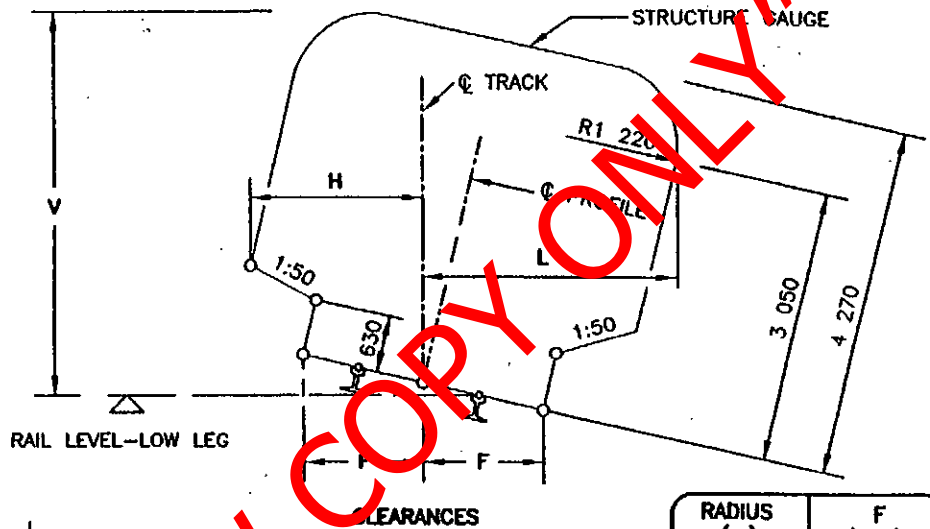 STRUCTURE GAUGE
℄ TRACK
R1 220
H
V
℄ PROFILE
L
1:50
1:50
630
3 050
4 270
RAIL LEVEL-LOW LEG
F
F
CLEARANCES
RADIUS
F
COPY ONLY